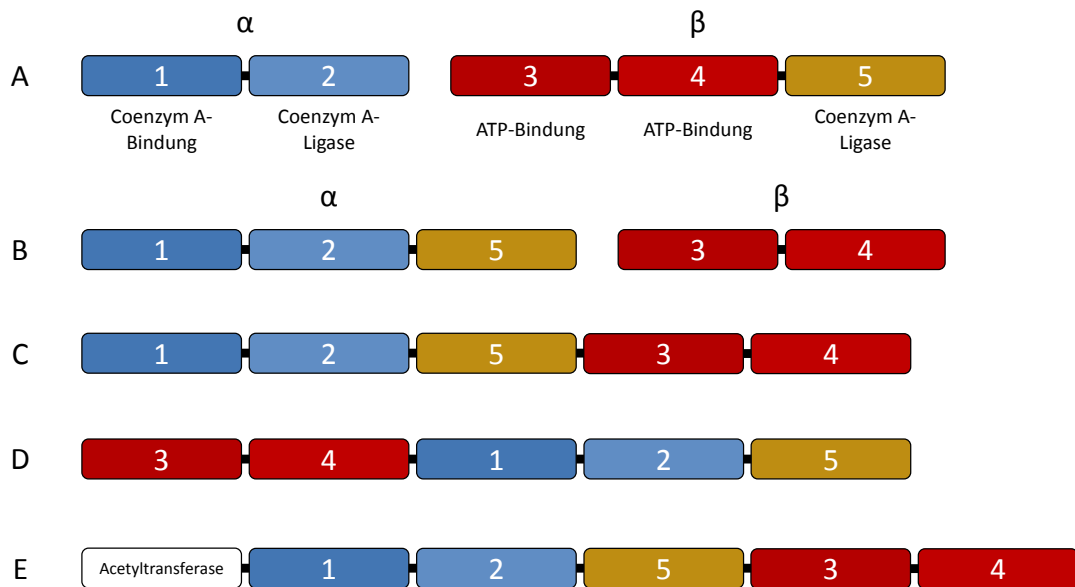 α β
A 1 2 3 4 5
Coenzym A-
Bindung
Coenzym A-
Ligase
ATP-Bindung
ATP-Bindung
Coenzym A-
Ligase
α β
B 1 2 5 3 4
C 1 2 5 3 4
D 3 4 1 2 5
E Acetyltransferase 1 2 5 3 4